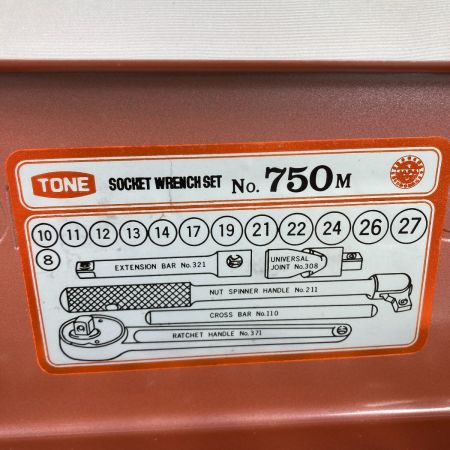 TONE SOCKET WRENCH SET No. 750M
10 11 12 13 14 17 19 21 22 24 26 27
8
EXTENSION BAR No.321
UNIVERSAL
JOINT No.308
NUT SPINNER HANDLE No.211
CROSS BAR No.110
RATCHET HANDLE No.371